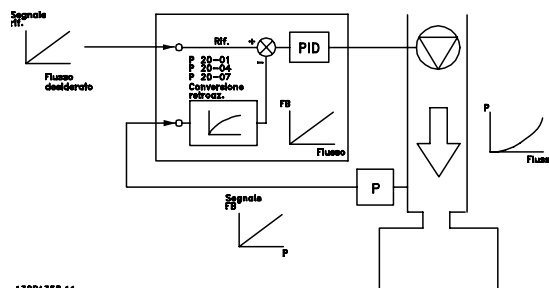 Segnale
rif.
Flusso
desiderato
Rif.
+
P 20-01
P 20-04
P 20-07
Conversione
retroaz.
PID
FB
Flusso
P
Flusso
P
Segnale
FB
P